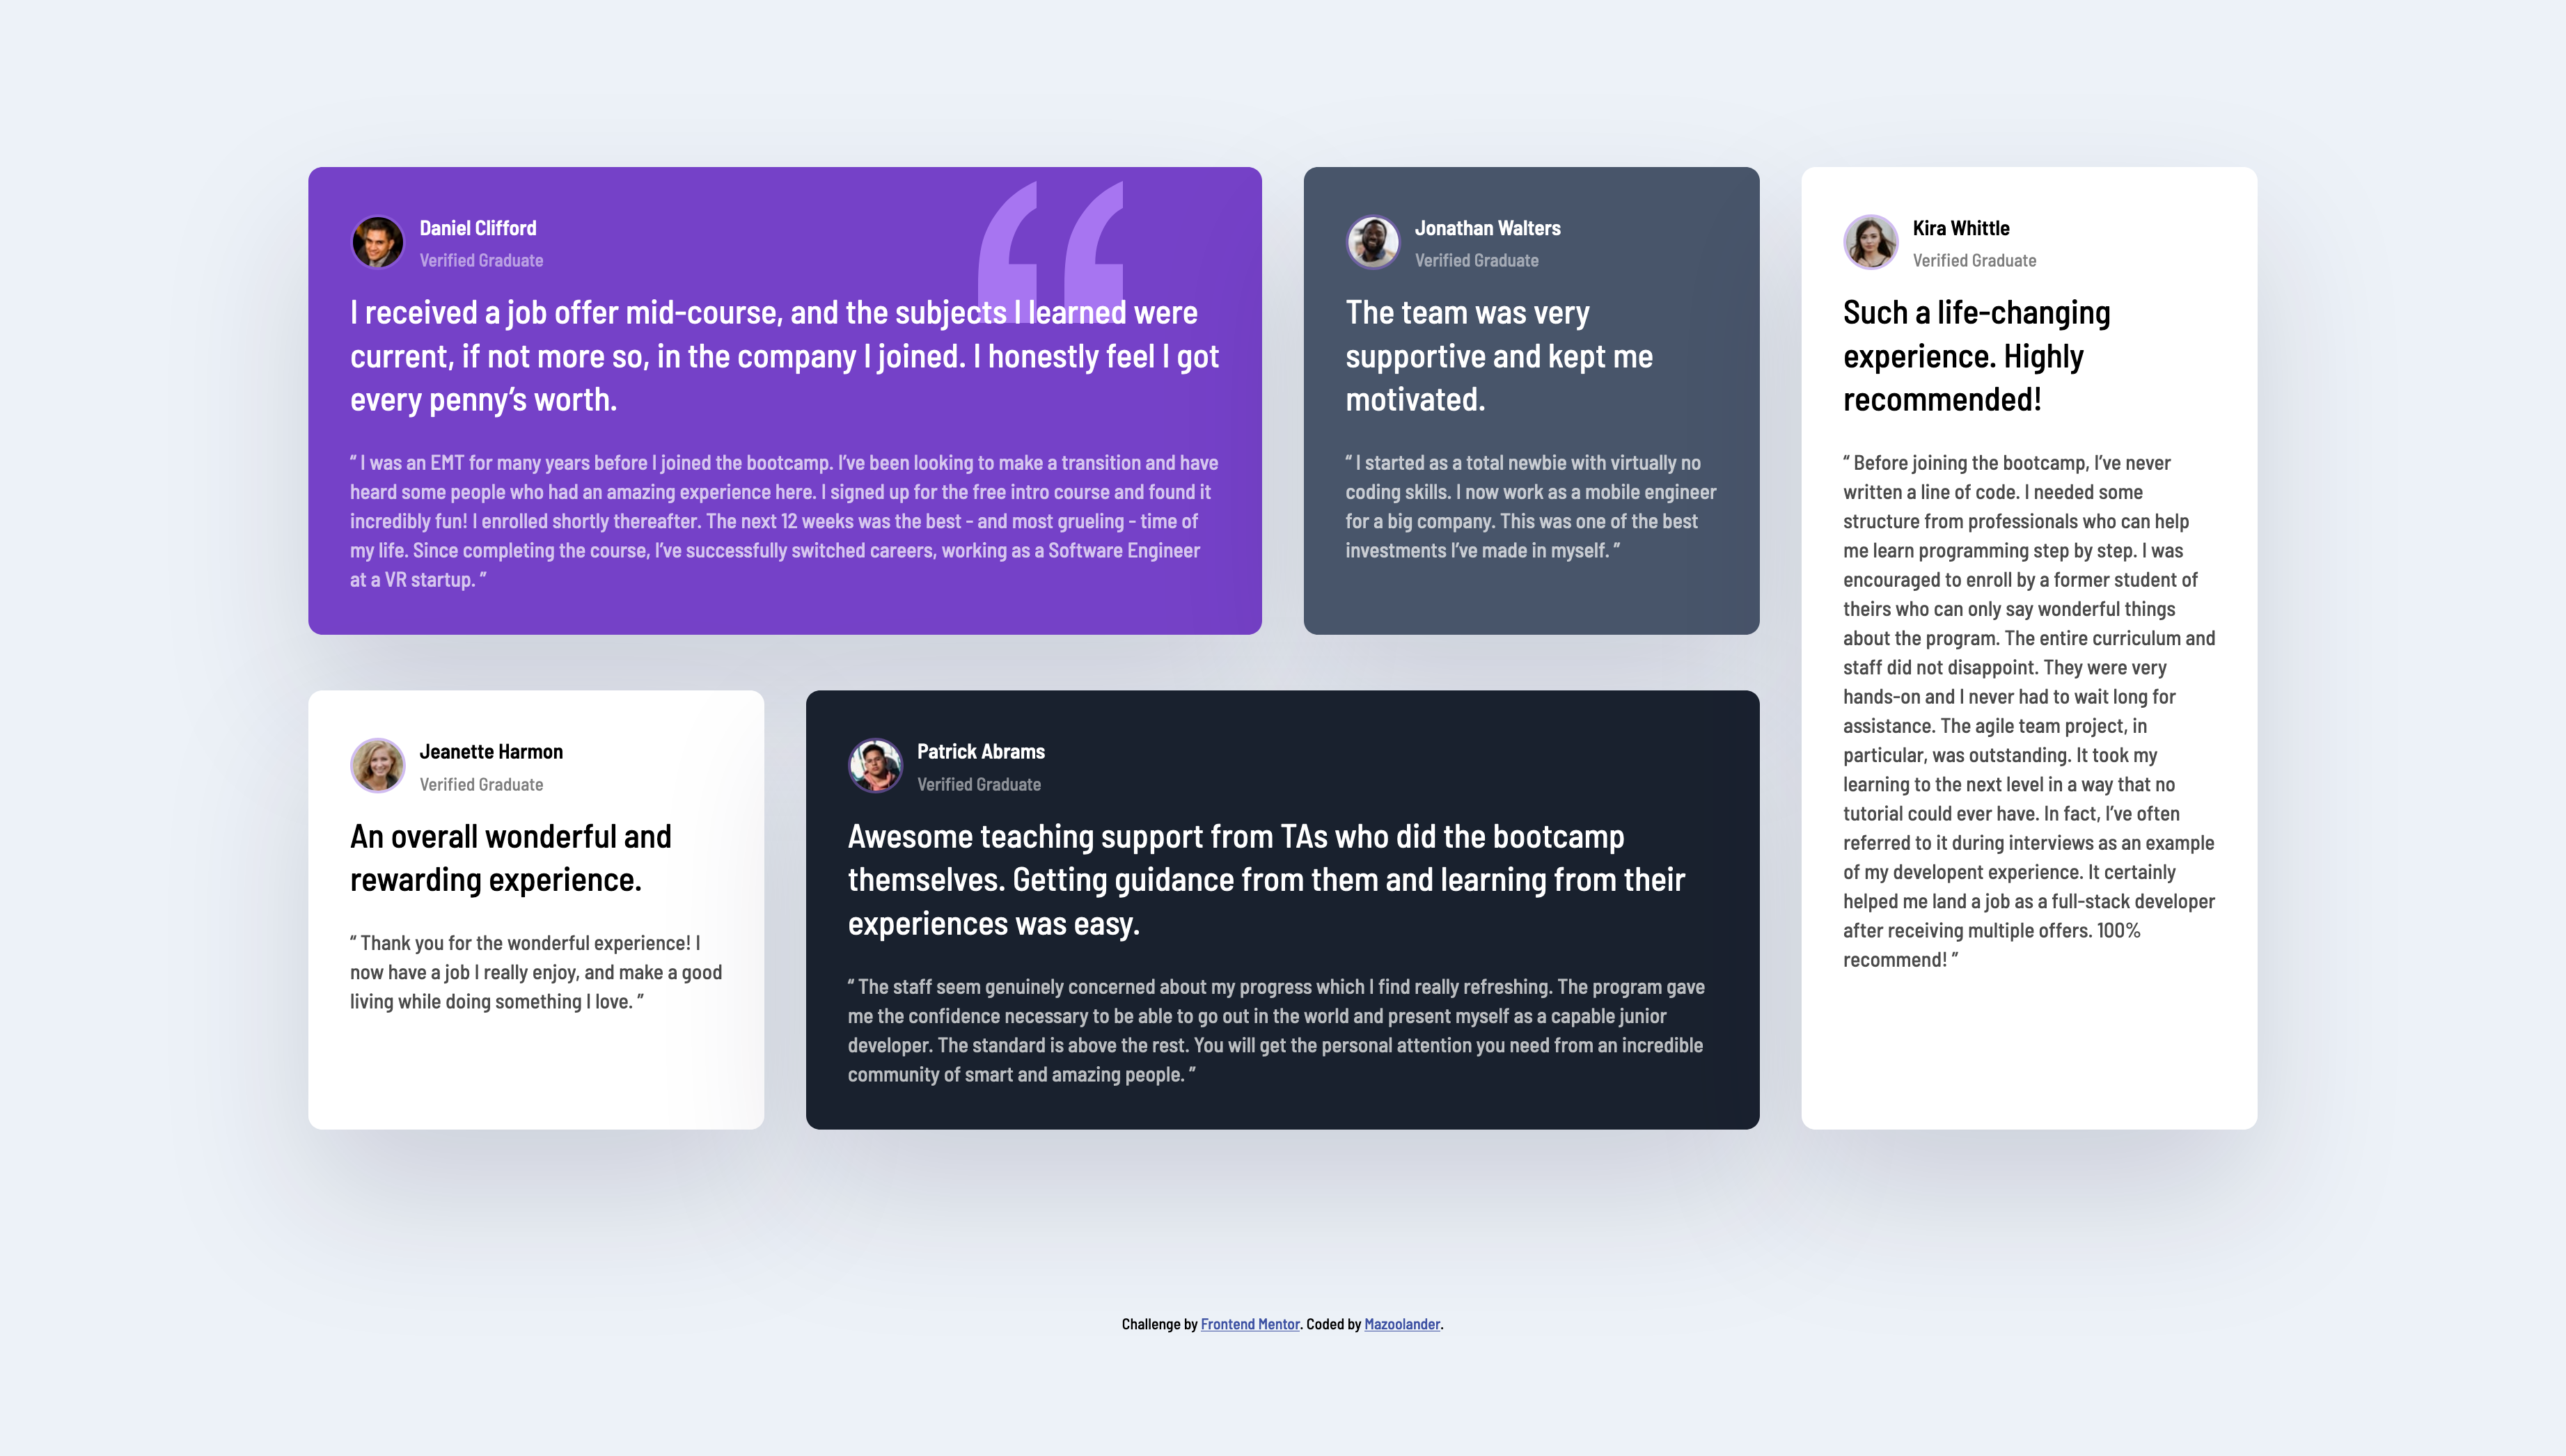 Daniel Clifford
Verified Graduate
I received a job offer mid-course, and the subjects I learned were
current, if not more so, in the company I joined. I honestly feel I got
every penny’s worth.
“ I was an EMT for many years before I joined the bootcamp. I’ve been looking to make a transition and have
heard some people who had an amazing experience here. I signed up for the free intro course and found it
incredibly fun! I enrolled shortly thereafter. The next 12 weeks was the best - and most grueling - time of
my life. Since completing the course, I’ve successfully switched careers, working as a Software Engineer
at a VR startup. ”
Jonathan Walters
Verified Graduate
The team was very
supportive and kept me
motivated.
“ I started as a total newbie with virtually no
coding skills. I now work as a mobile engineer
for a big company. This was one of the best
investments I’ve made in myself. ”
Kira Whittle
Verified Graduate
Such a life-changing
experience. Highly
recommended!
“ Before joining the bootcamp, I’ve never
written a line of code. I needed some
structure from professionals who can help
me learn programming step by step. I was
encouraged to enroll by a former student of
theirs who can only say wonderful things
about the program. The entire curriculum and
staff did not disappoint. They were very
hands-on and I never had to wait long for
assistance. The agile team project, in
particular, was outstanding. It took my
learning to the next level in a way that no
tutorial could ever have. In fact, I’ve often
referred to it during interviews as an example
of my developent experience. It certainly
helped me land a job as a full-stack developer
after receiving multiple offers. 100%
recommend! ”
Jeanette Harmon
Verified Graduate
An overall wonderful and
rewarding experience.
“ Thank you for the wonderful experience! I
now have a job I really enjoy, and make a good
living while doing something I love. ”
Patrick Abrams
Verified Graduate
Awesome teaching support from TAs who did the bootcamp
themselves. Getting guidance from them and learning from their
experiences was easy.
“ The staff seem genuinely concerned about my progress which I find really refreshing. The program gave
me the confidence necessary to be able to go out in the world and present myself as a capable junior
developer. The standard is above the rest. You will get the personal attention you need from an incredible
community of smart and amazing people. ”
Challenge by Frontend Mentor. Coded by Mazoolander.